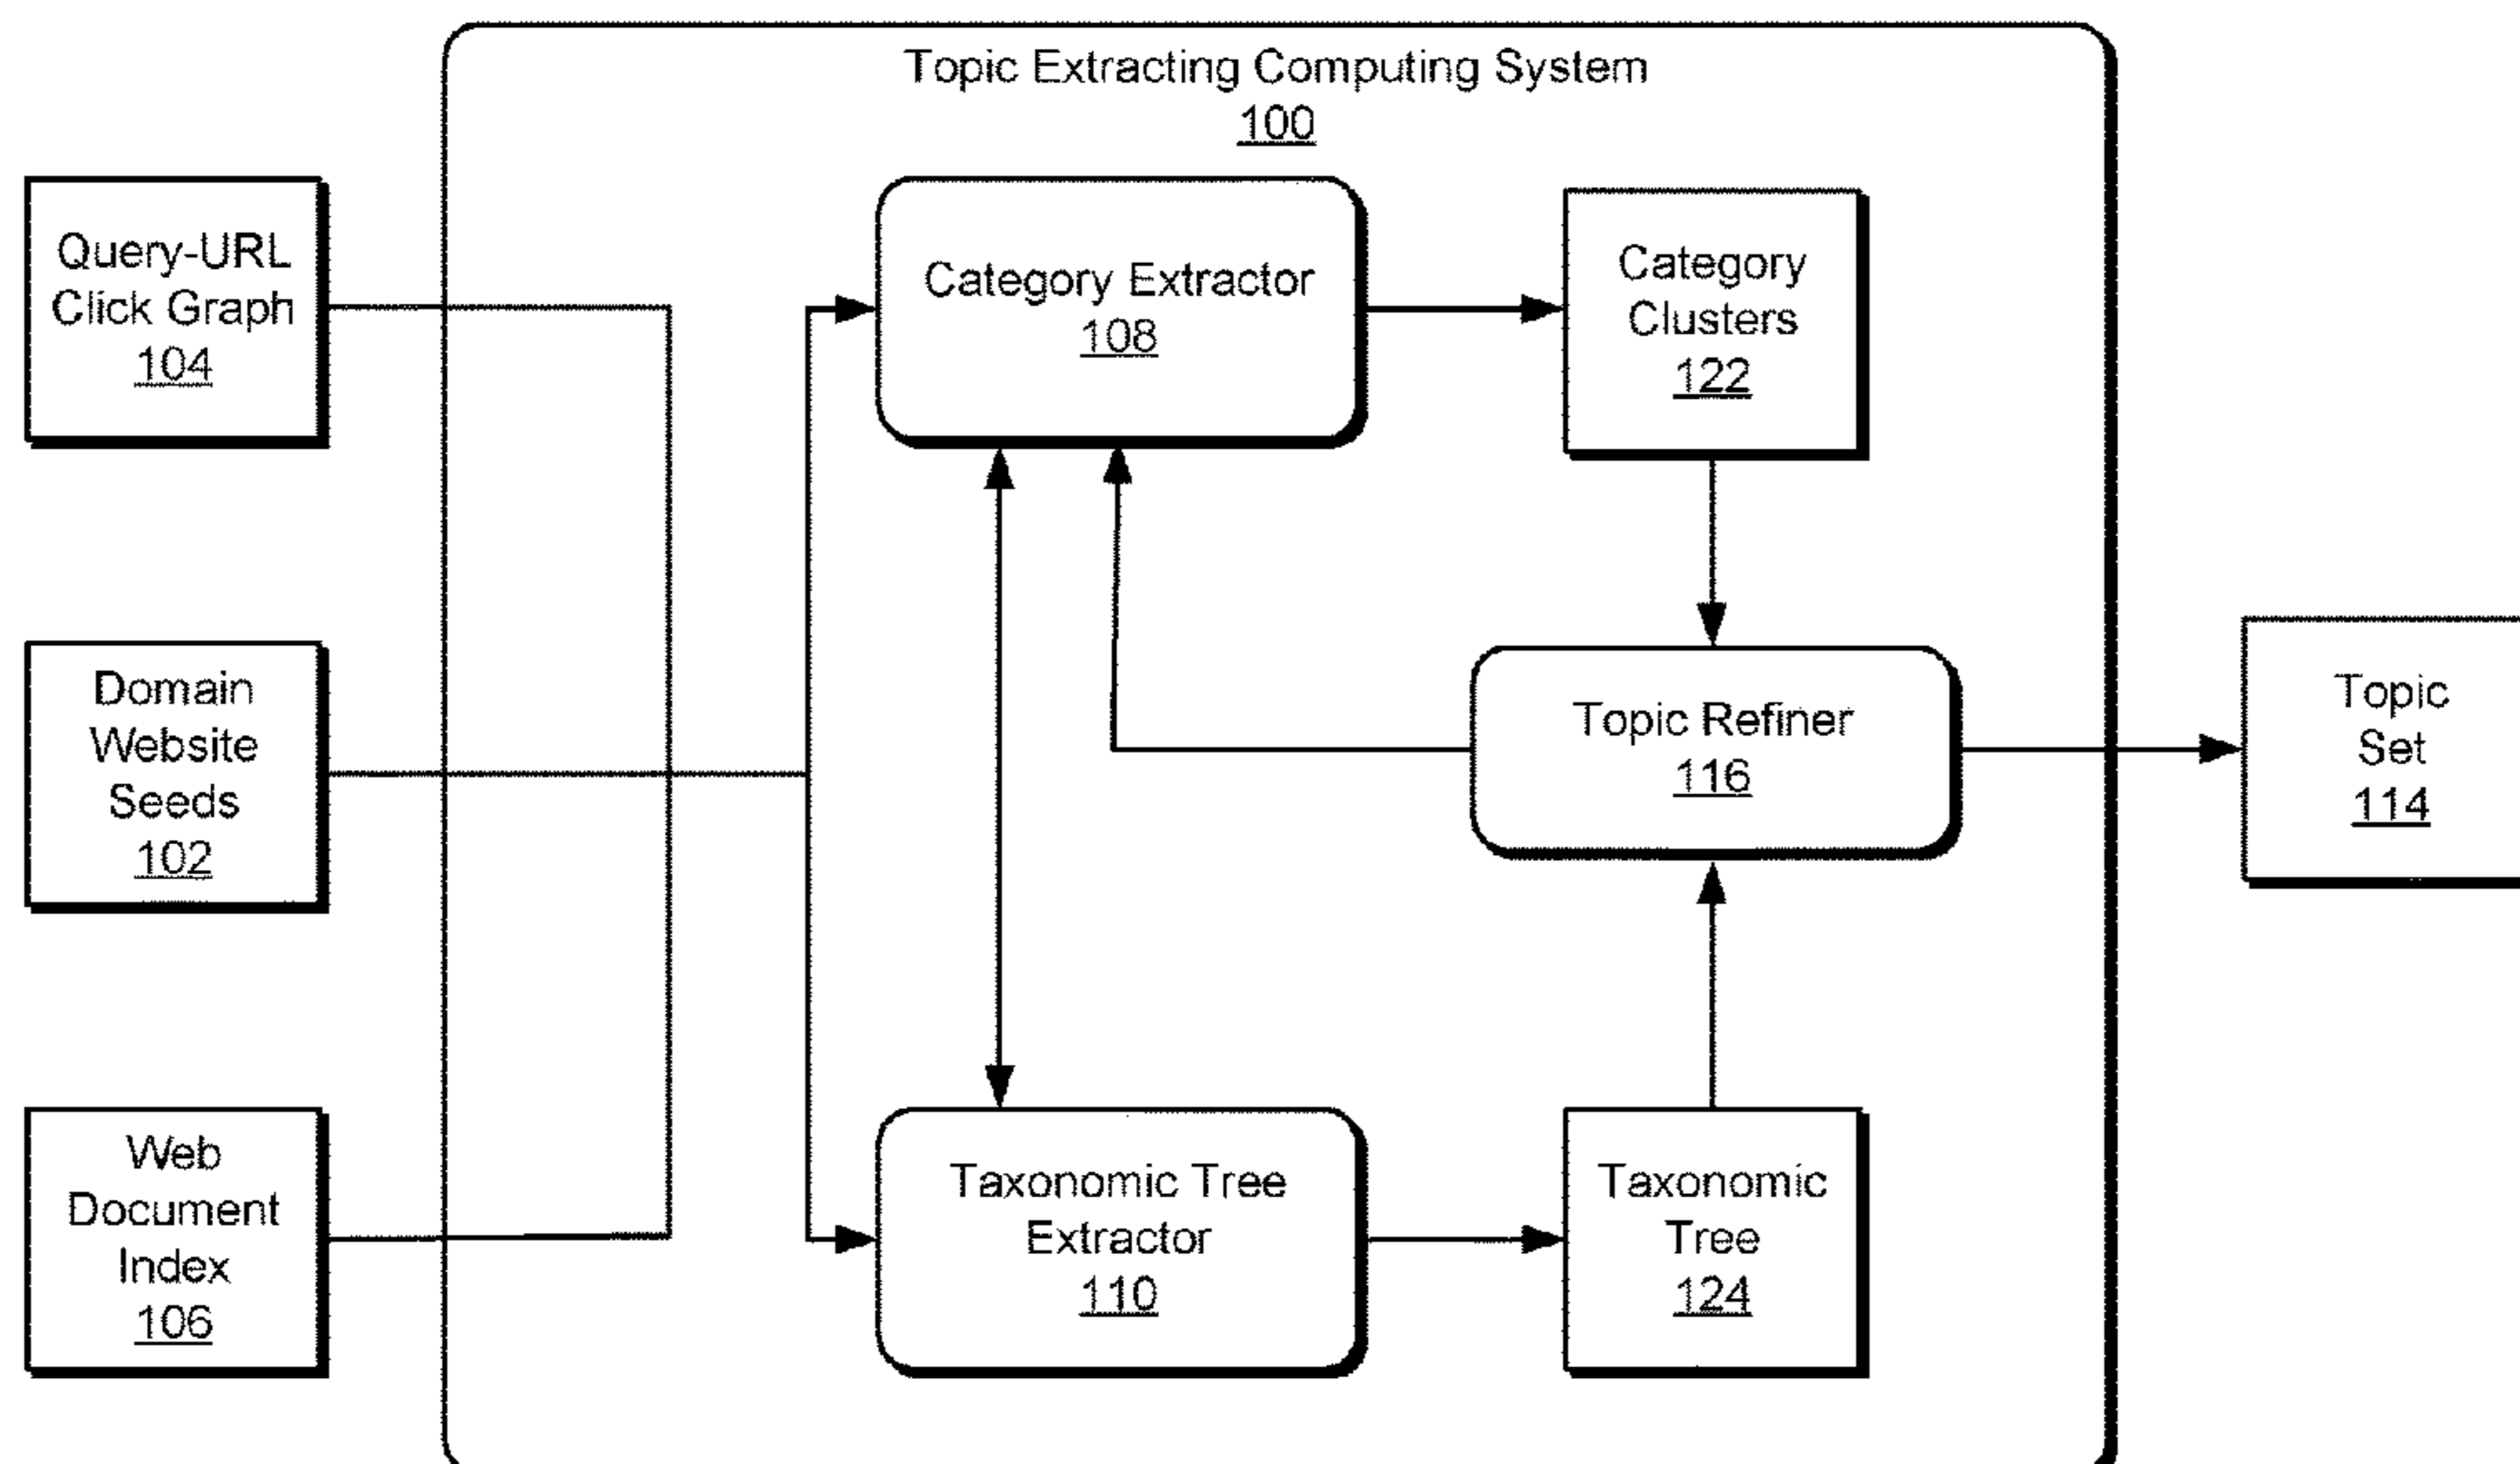 Topic Extracting Computing System
100
Query-URL
Click Graph
104
Category Extractor
108
Category
Clusters
122
Domain
Website
Seeds
102
Topic Refiner
116
Topic
Set
114
Web
Document
Index
106
Taxonomic Tree
Extractor
110
Taxonomic
Tree
124